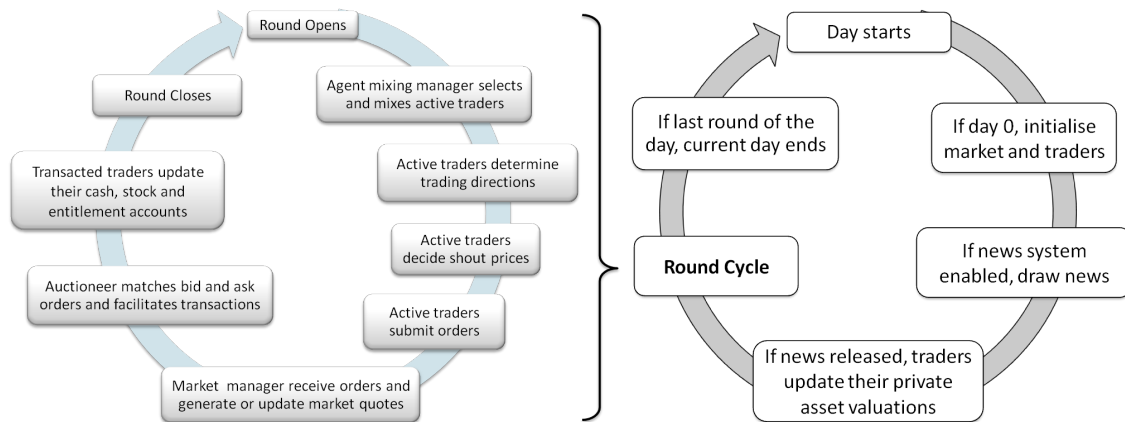 Round Opens
Agent mixing manager selects
and mixes active traders
Active traders determine
trading directions
Active traders
decide shout prices
Active traders
submit orders
Market manager receive orders and
generate or update market quotes
Auctioneer matches bid and ask
orders and facilitates transactions
Transacted traders update
their cash, stock and
entitlement accounts
Round Closes
Day starts
If day 0, initialise
market and traders
If news system
enabled, draw news
If news released, traders
update their private
asset valuations
Round Cycle
If last round of the
day, current day ends